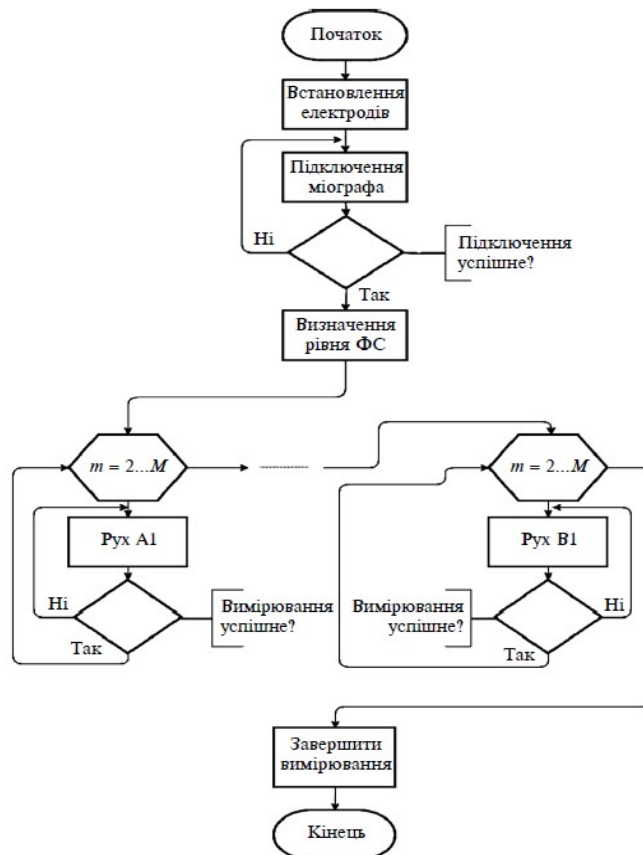 Початок
Встановлення
електродів
Підключення
міографа
Ні
Підключення
успішне?
Так
Визначення
рівня ФС
m = 2...M
m = 2...M
Рух А1
Рух В1
Ні
Вимірювання
успішне?
Вимірювання
успішне?
Ні
Так
Так
Завершити
вимірювання
Кінець